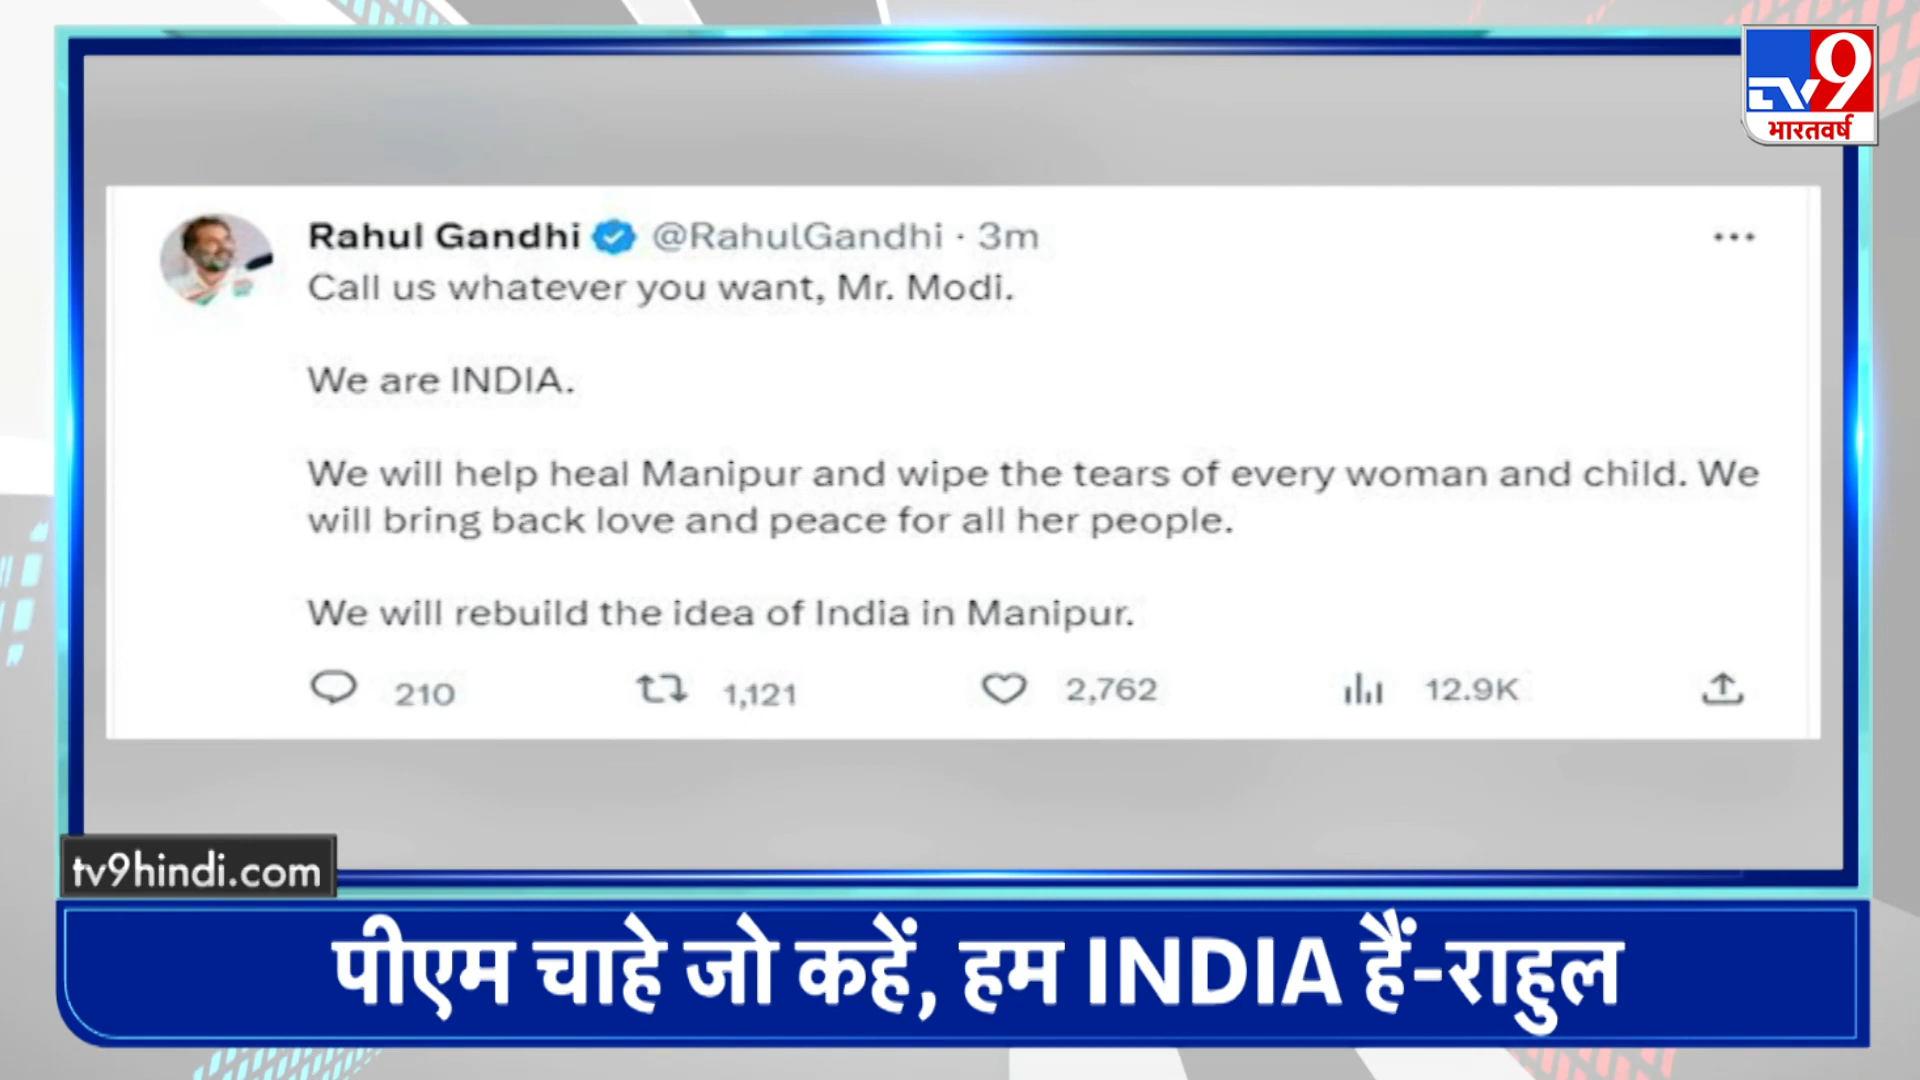 TV9
भारतवर्ष
Rahul Gandhi @RahulGandhi · 3m
Call us whatever you want, Mr. Modi.
We are INDIA.
We will help heal Manipur and wipe the tears of every woman and child. We
will bring back love and peace for all her people.
We will rebuild the idea of India in Manipur.
210 1,121 2,762 12.9K
tv9hindi.com
पीएम चाहे जो कहें, हम INDIA हैं-राहुल